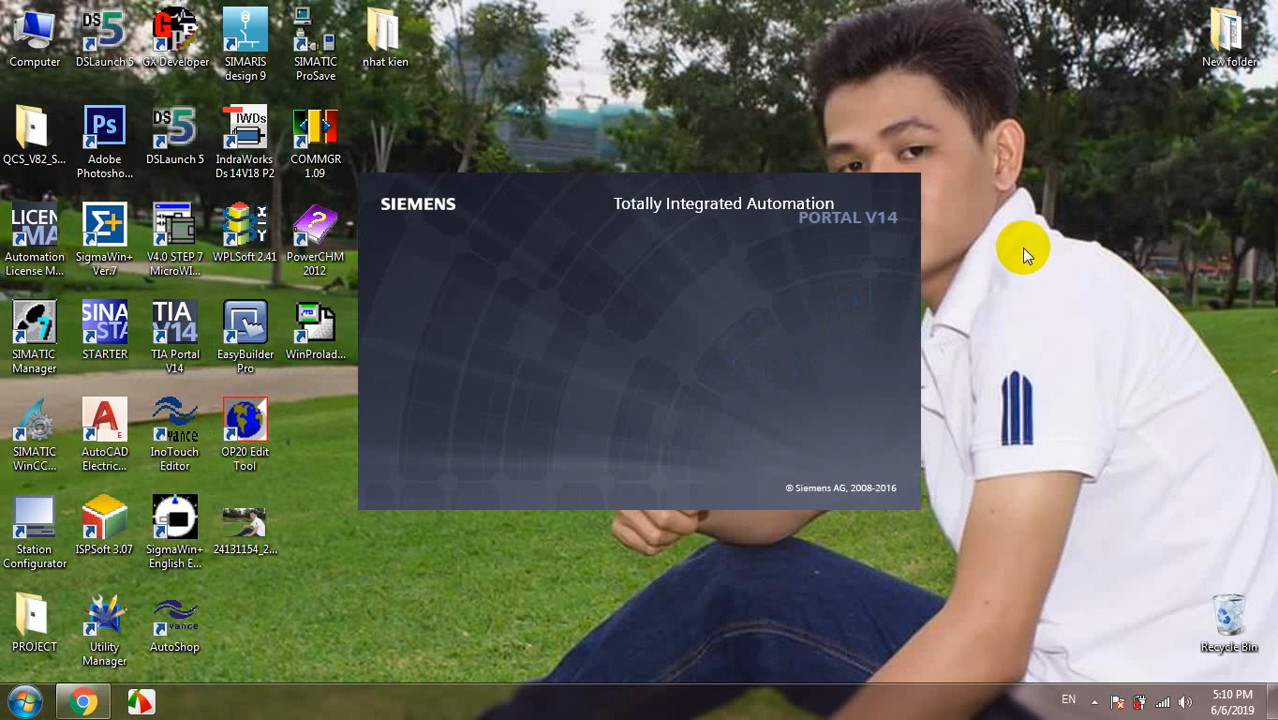 Computer
DSLaunch 5
GX Developer
SIMARIS
design 9
SIMATIC
ProSave
nhat kien
New folder
QCS_V82_S...
Adobe
Photosho...
DSLaunch 5
IndraWorks
Ds 14V18 P2
COMMGR
1.09
SIEMENS
Totally Integrated Automation
PORTAL V14
Automation
License M...
SigmaWin+
Ver.7
V4.0 STEP 7
MicroWI...
WPLSoft 2.41
PowerCHM
2012
SIMATIC
Manager
STARTER
TIA Portal
V14
EasyBuilder
Pro
WinProlad...
SIMATIC
WinCC...
AutoCAD
Electric...
InoTouch
Editor
OP20 Edit
Tool
© Siemens AG, 2008-2016
Station
Configurator
ISPSoft 3.07
SigmaWin+
English E...
24131154_2...
PROJECT
Utility
Manager
AutoShop
Recycle Bin
EN
5:10 PM
6/6/2019